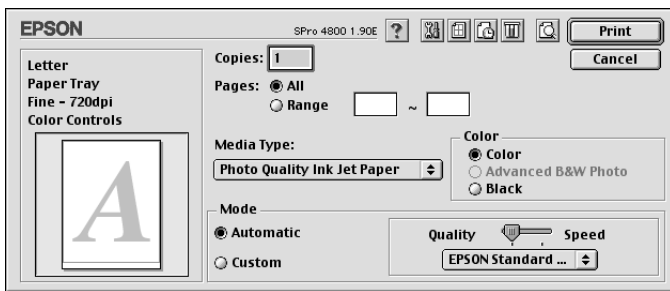 EPSON
SPro 4800 1.90E
?
Print
Cancel
Letter
Paper Tray
Fine - 720dpi
Color Controls
A
Copies: 1
Pages: All
Range ~
Media Type:
Photo Quality Ink Jet Paper
Color
Color
Advanced B&W Photo
Black
Mode
Automatic
Custom
Quality Speed
EPSON Standard ...